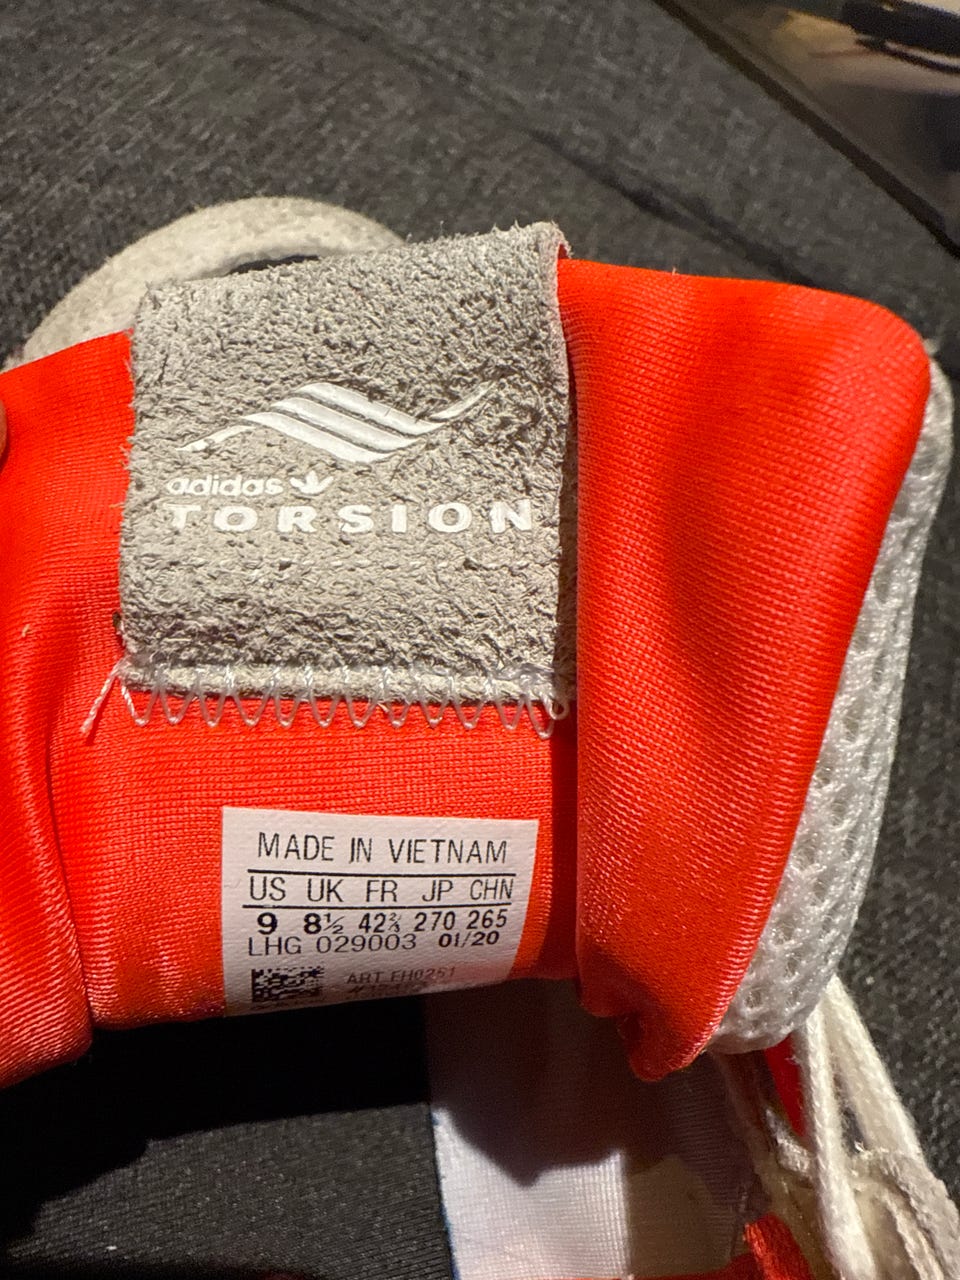 adidas
TORSION
MADE IN VIETNAM
US UK FR JP CHN
9 8½ 42⅔ 270 265
LHG 029003 01/20
ART EH0251